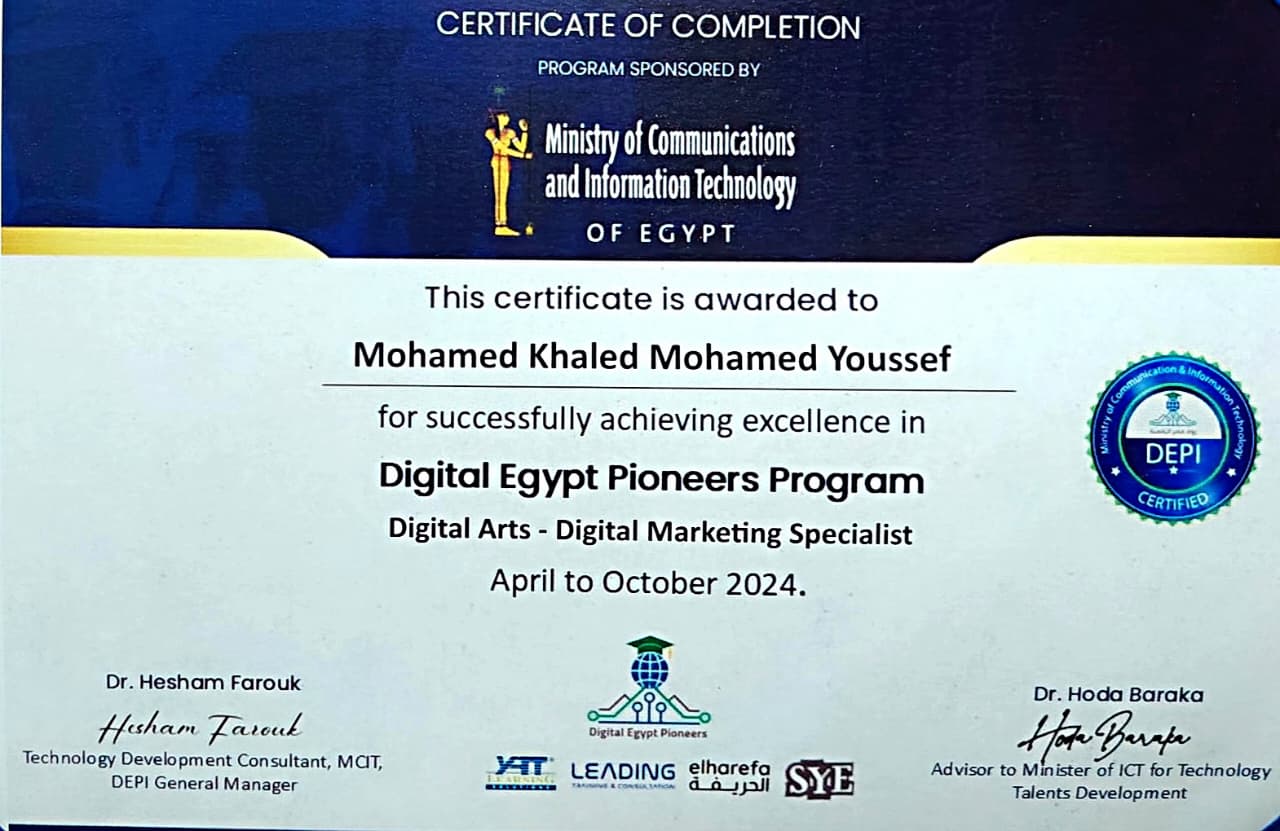 CERTIFICATE OF COMPLETION
PROGRAM SPONSORED BY
Ministry of Communications
and Information Technology
OF EGYPT
This certificate is awarded to
Mohamed Khaled Mohamed Youssef
for successfully achieving excellence in
Digital Egypt Pioneers Program
Digital Arts - Digital Marketing Specialist
April to October 2024.
Ministry of Communication & Information Technology
DEPI
CERTIFIED
Dr. Hesham Farouk
Hesham Farouk
Technology Development Consultant, MCIT,
DEPI General Manager
Digital Egypt Pioneers
YAT
LEARNING
SOLUTIONS
LEADING
TRAINING & CONSULTATION
elharefa
الحريفة
SYE
Dr. Hoda Baraka
Hoda Baraka
Advisor to Minister of ICT for Technology
Talents Development